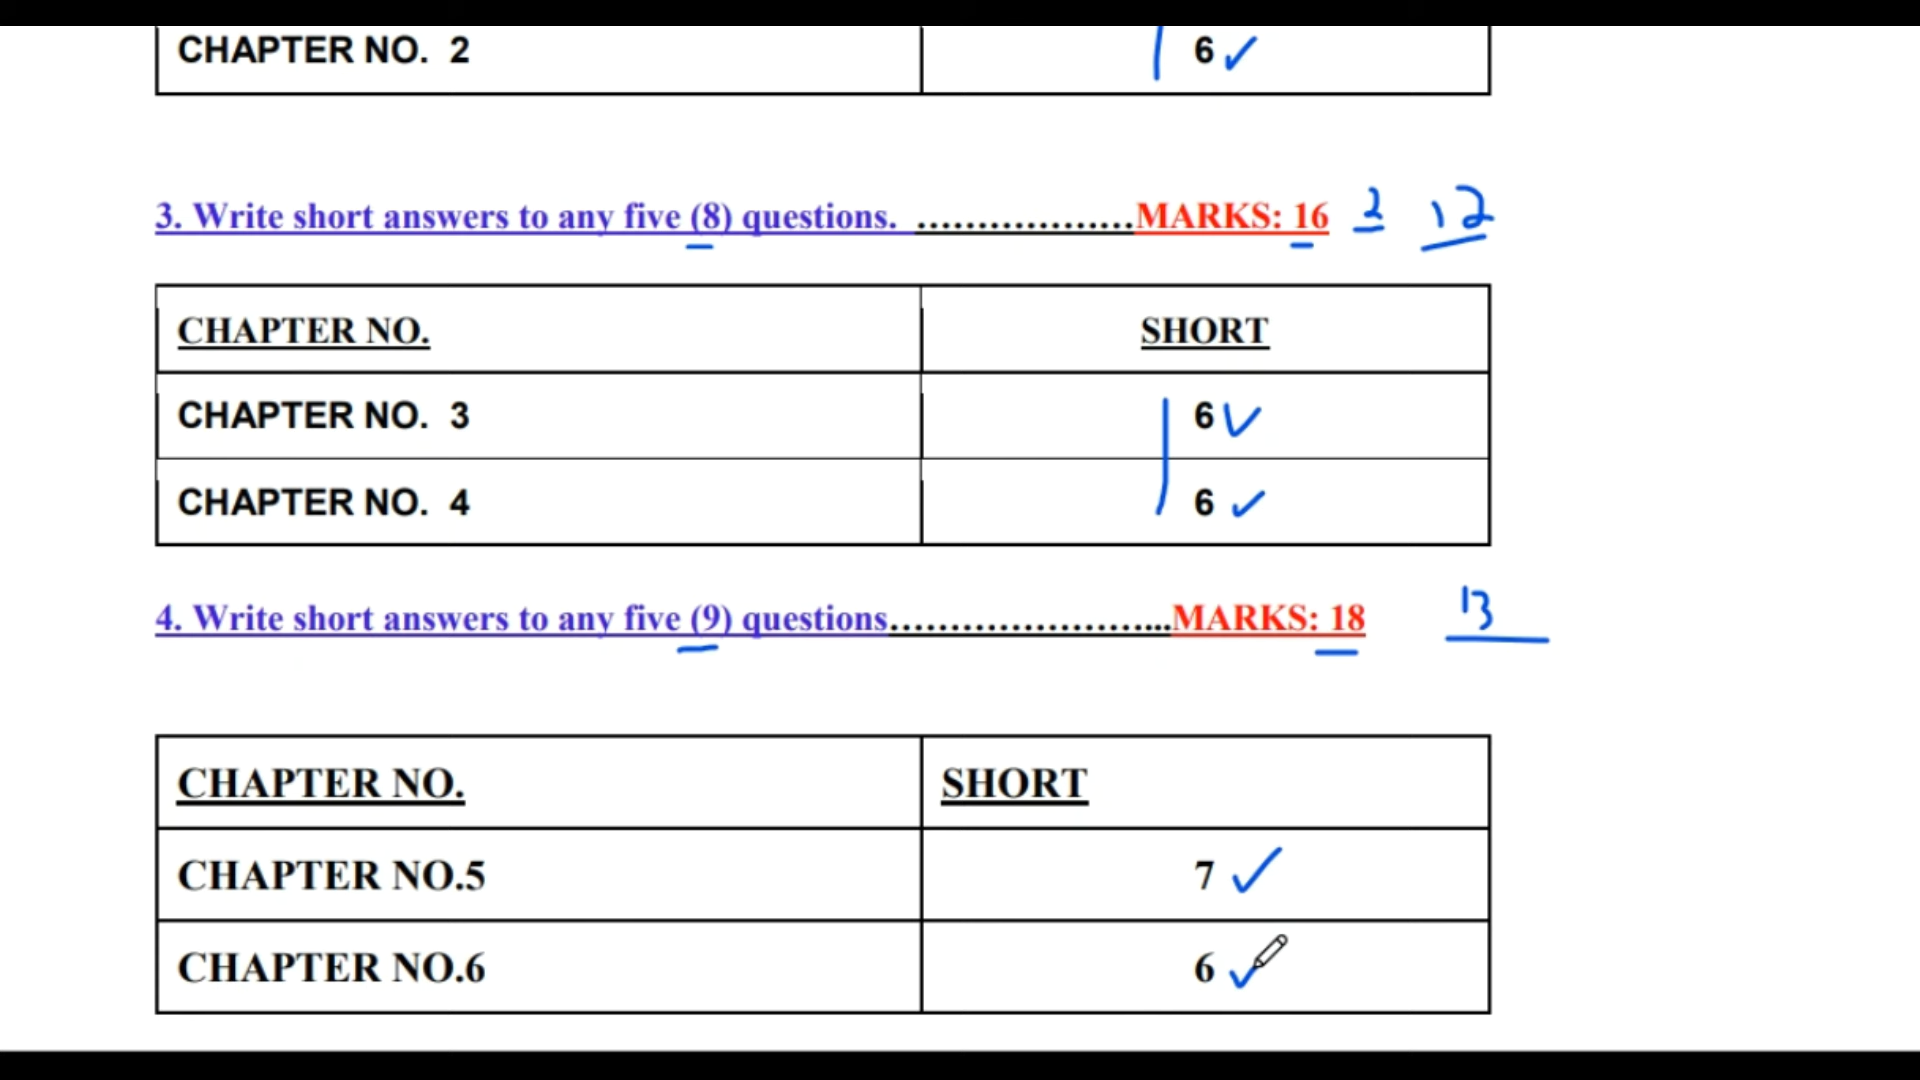 CHAPTER NO. 2 6
3. Write short answers to any five (8) questions. ..................MARKS: 16 2 12
CHAPTER NO. SHORT
CHAPTER NO. 3 6
CHAPTER NO. 4 6
4. Write short answers to any five (9) questions.........................MARKS: 18 13
CHAPTER NO. SHORT
CHAPTER NO.5 7
CHAPTER NO.6 6